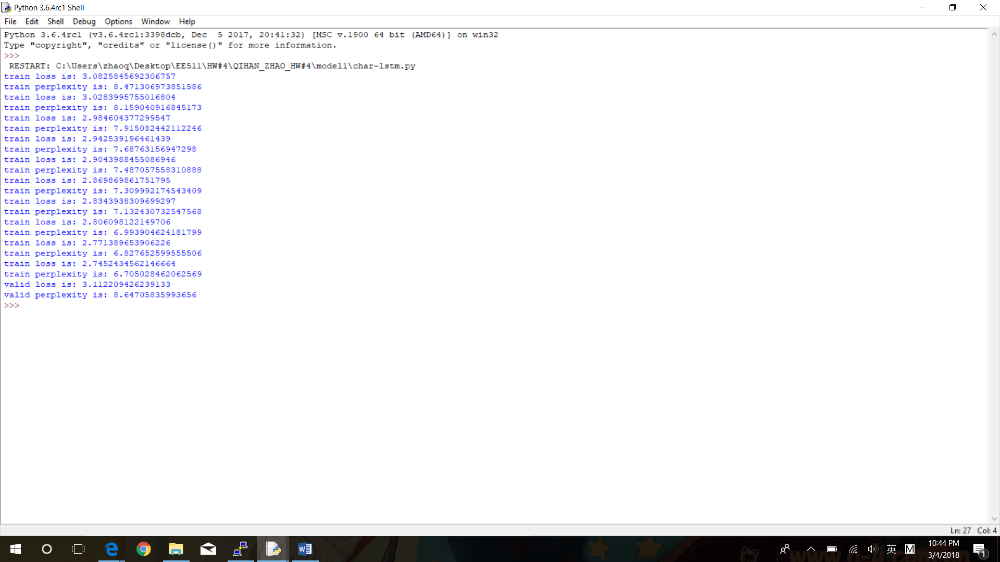 Python 3.6.4rc1 Shell
File Edit Shell Debug Options Window Help
Python 3.6.4rc1 (v3.6.4rc1:3398dcb, Dec  5 2017, 20:41:32) [MSC v.1900 64 bit (AMD64)] on win32
Type "copyright", "credits" or "license()" for more information.
>>>
 RESTART: C:\Users\zhaoq\Desktop\EE511\HW#4\QIHAN_ZHAO_HW#4\model1\char-lstm.py
train loss is: 3.0825845692306757
train perplexity is: 8.471306973851586
train loss is: 3.0283995755016804
train perplexity is: 8.159040916845173
train loss is: 2.984604377299547
train perplexity is: 7.915082442112246
train loss is: 2.942539196461439
train perplexity is: 7.68763156947298
train loss is: 2.9043988455086946
train perplexity is: 7.487057558310888
train loss is: 2.869869861751795
train perplexity is: 7.309992174543409
train loss is: 2.8343938309699297
train perplexity is: 7.132430732547568
train loss is: 2.806098122149706
train perplexity is: 6.993904624181799
train loss is: 2.771389653906226
train perplexity is: 6.827652599555506
train loss is: 2.7452434562146664
train perplexity is: 6.705028462062569
valid loss is: 3.112209426239133
valid perplexity is: 8.64705835993656
>>>
Ln: 27 Col: 4
英 M
10:44 PM
3/4/2018
1